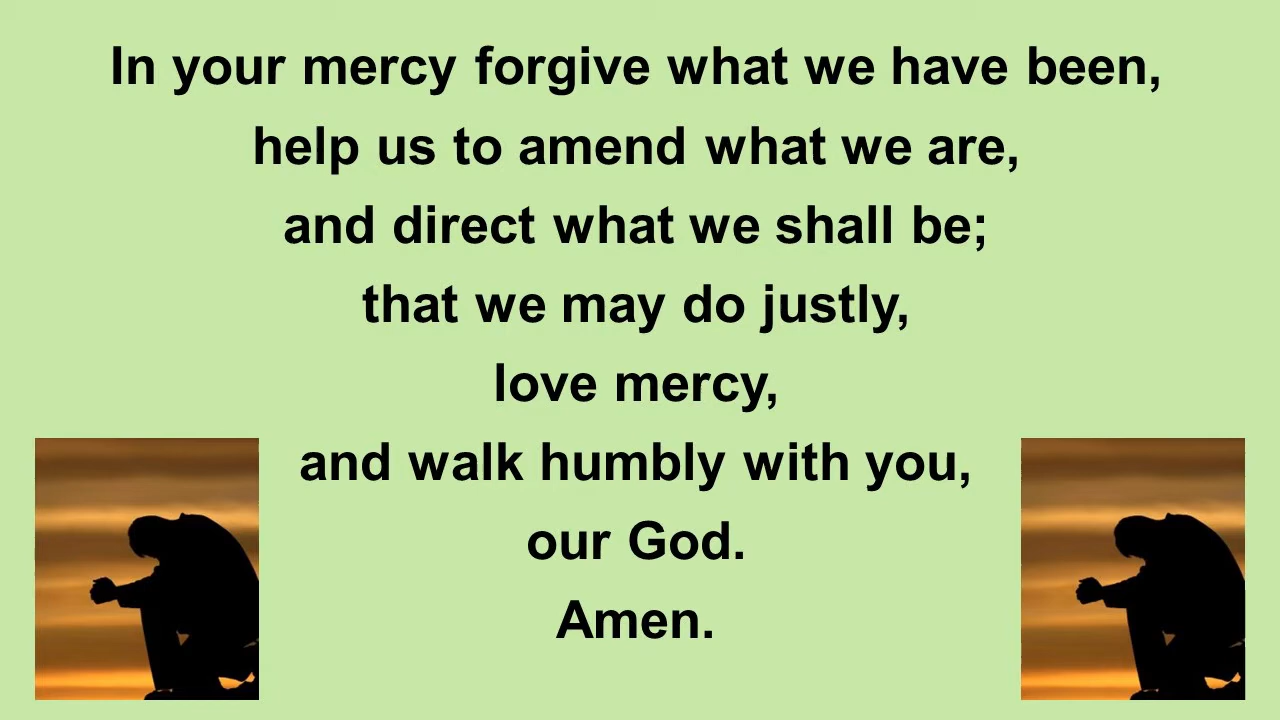 In your mercy forgive what we have been,
help us to amend what we are,
and direct what we shall be;
that we may do justly,
love mercy,
and walk humbly with you,
our God.
Amen.